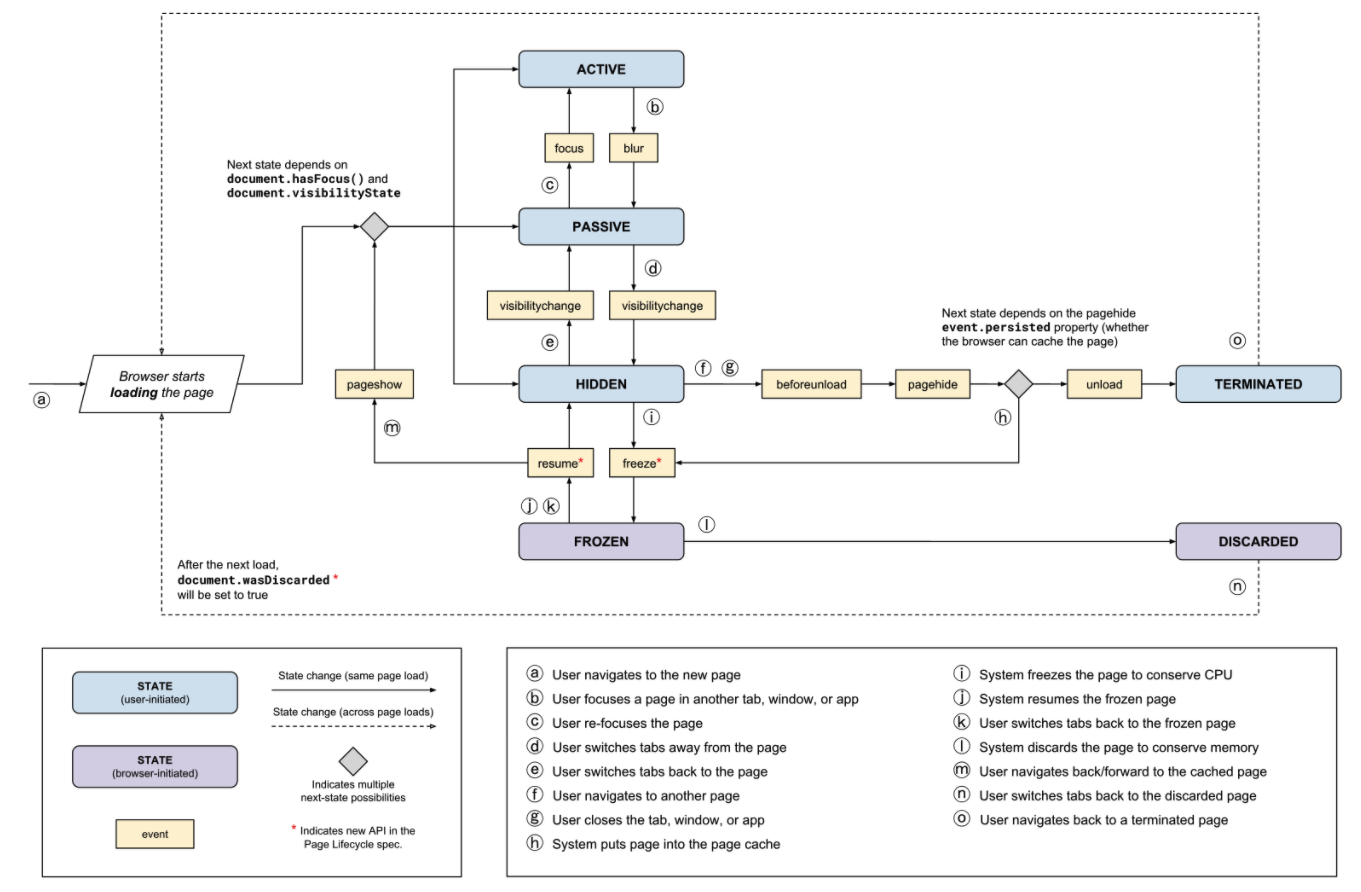 ACTIVE
ⓑ
focus
blur
Next state depends on
document.hasFocus() and
document.visibilityState
ⓒ
PASSIVE
ⓓ
visibilitychange
visibilitychange
Next state depends on the pagehide
event.persisted property (whether
the browser can cache the page)
ⓔ
ⓞ
Browser starts
loading the page
pageshow
HIDDEN
ⓕ ⓖ
beforeunload
pagehide
unload
TERMINATED
ⓐ
ⓜ
ⓘ
ⓗ
resume*
freeze*
ⓙ ⓚ
ⓛ
FROZEN
DISCARDED
After the next load,
document.wasDiscarded *
will be set to true
ⓝ
STATE
(user-initiated)
State change (same page load)
State change (across page loads)
STATE
(browser-initiated)
Indicates multiple
next-state possibilities
event
* Indicates new API in the
Page Lifecycle spec.
ⓐ User navigates to the new page
ⓑ User focuses a page in another tab, window, or app
ⓒ User re-focuses the page
ⓓ User switches tabs away from the page
ⓔ User switches tabs back to the page
ⓕ User navigates to another page
ⓖ User closes the tab, window, or app
ⓗ System puts page into the page cache
ⓘ System freezes the page to conserve CPU
ⓙ System resumes the frozen page
ⓚ User switches tabs back to the frozen page
ⓛ System discards the page to conserve memory
ⓜ User navigates back/forward to the cached page
ⓝ User switches tabs back to the discarded page
ⓞ User navigates back to a terminated page